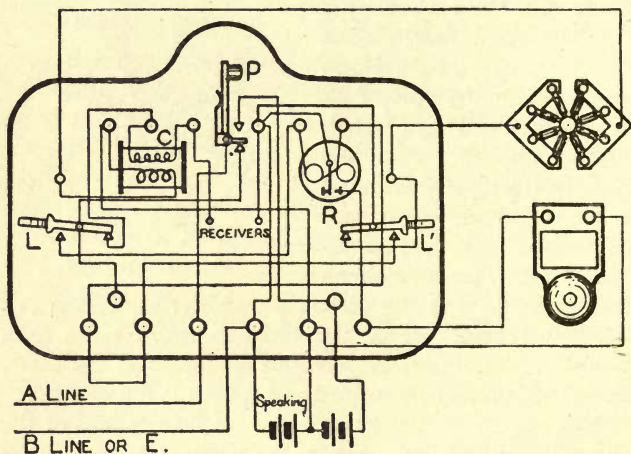 P
C
R
L
RECEIVERS
L'
A LINE
Speaking
B LINE OR E.